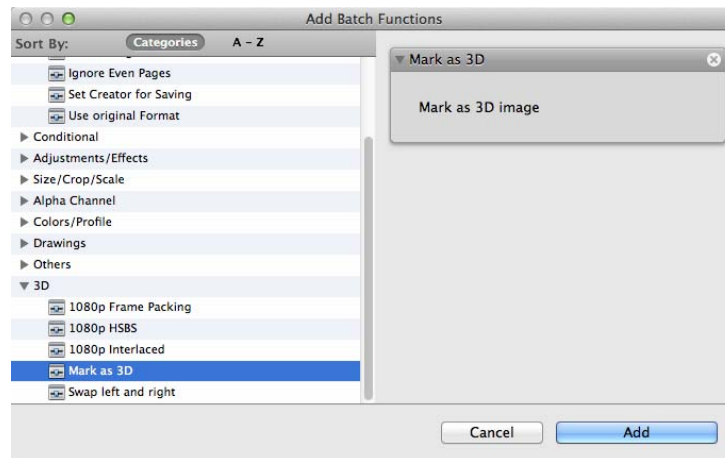 Add Batch Functions
Sort By: Categories A - Z
Ignore Even Pages
Set Creator for Saving
Use original Format
Conditional
Adjustments/Effects
Size/Crop/Scale
Alpha Channel
Colors/Profile
Drawings
Others
3D
1080p Frame Packing
1080p HSBS
1080p Interlaced
Mark as 3D
Swap left and right
Mark as 3D
Mark as 3D image
Cancel Add